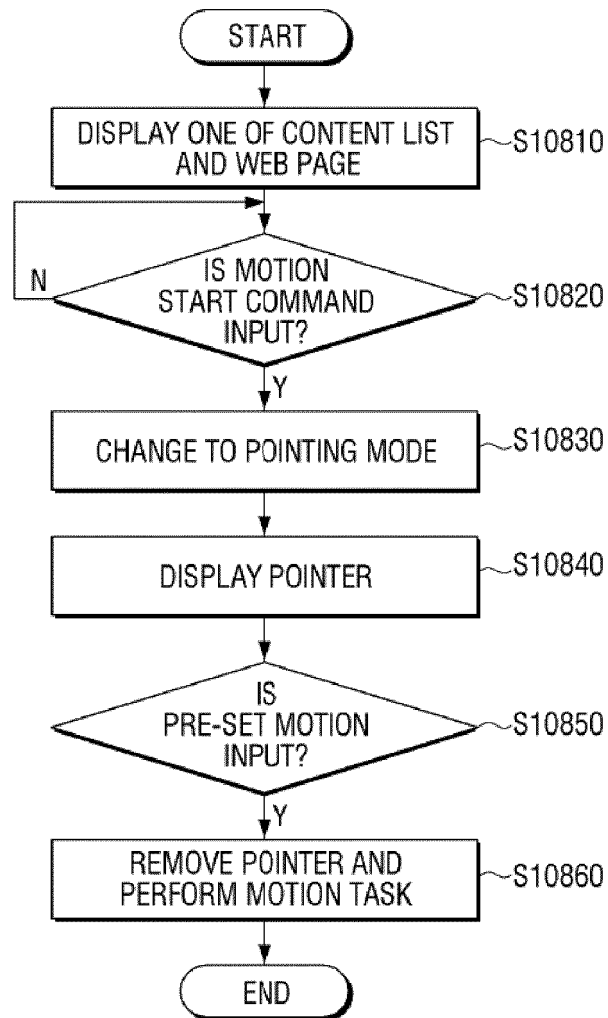 START
DISPLAY ONE OF CONTENT LIST
AND WEB PAGE
S10810
N
IS MOTION
START COMMAND
INPUT?
S10820
Y
CHANGE TO POINTING MODE
S10830
DISPLAY POINTER
S10840
IS
PRE-SET MOTION
INPUT?
S10850
Y
REMOVE POINTER AND
PERFORM MOTION TASK
S10860
END